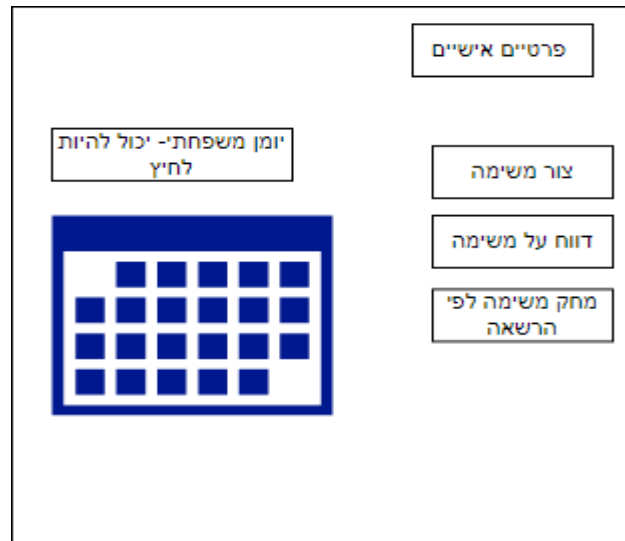 פרטיים אישיים
יומן משפחתי- יכול להיות
לחיץ
צור משימה
דווח על משימה
מחק משימה לפי
הרשאה